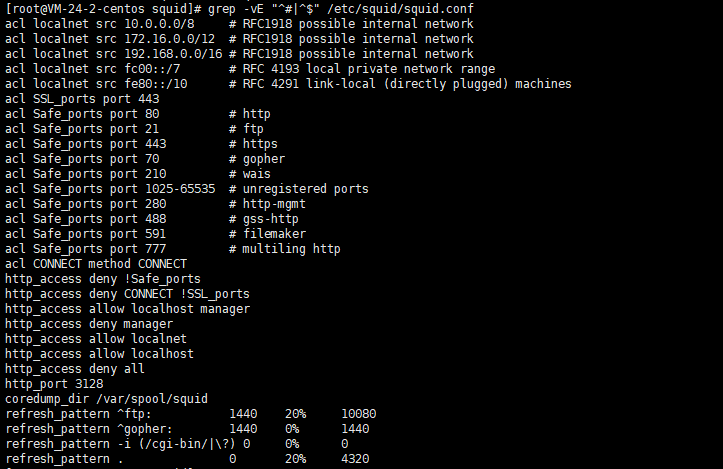 [root@VM-24-2-centos squid]# grep -vE "^#|^$" /etc/squid/squid.conf
acl localnet src 10.0.0.0/8     # RFC1918 possible internal network
acl localnet src 172.16.0.0/12  # RFC1918 possible internal network
acl localnet src 192.168.0.0/16 # RFC1918 possible internal network
acl localnet src fc00::/7       # RFC 4193 local private network range
acl localnet src fe80::/10      # RFC 4291 link-local (directly plugged) machines
acl SSL_ports port 443
acl Safe_ports port 80          # http
acl Safe_ports port 21          # ftp
acl Safe_ports port 443         # https
acl Safe_ports port 70          # gopher
acl Safe_ports port 210         # wais
acl Safe_ports port 1025-65535  # unregistered ports
acl Safe_ports port 280         # http-mgmt
acl Safe_ports port 488         # gss-http
acl Safe_ports port 591         # filemaker
acl Safe_ports port 777         # multiling http
acl CONNECT method CONNECT
http_access deny !Safe_ports
http_access deny CONNECT !SSL_ports
http_access allow localhost manager
http_access deny manager
http_access allow localnet
http_access allow localhost
http_access deny all
http_port 3128
coredump_dir /var/spool/squid
refresh_pattern ^ftp:           1440    20%     10080
refresh_pattern ^gopher:        1440    0%      1440
refresh_pattern -i (/cgi-bin/|\?) 0     0%      0
refresh_pattern .               0       20%     4320